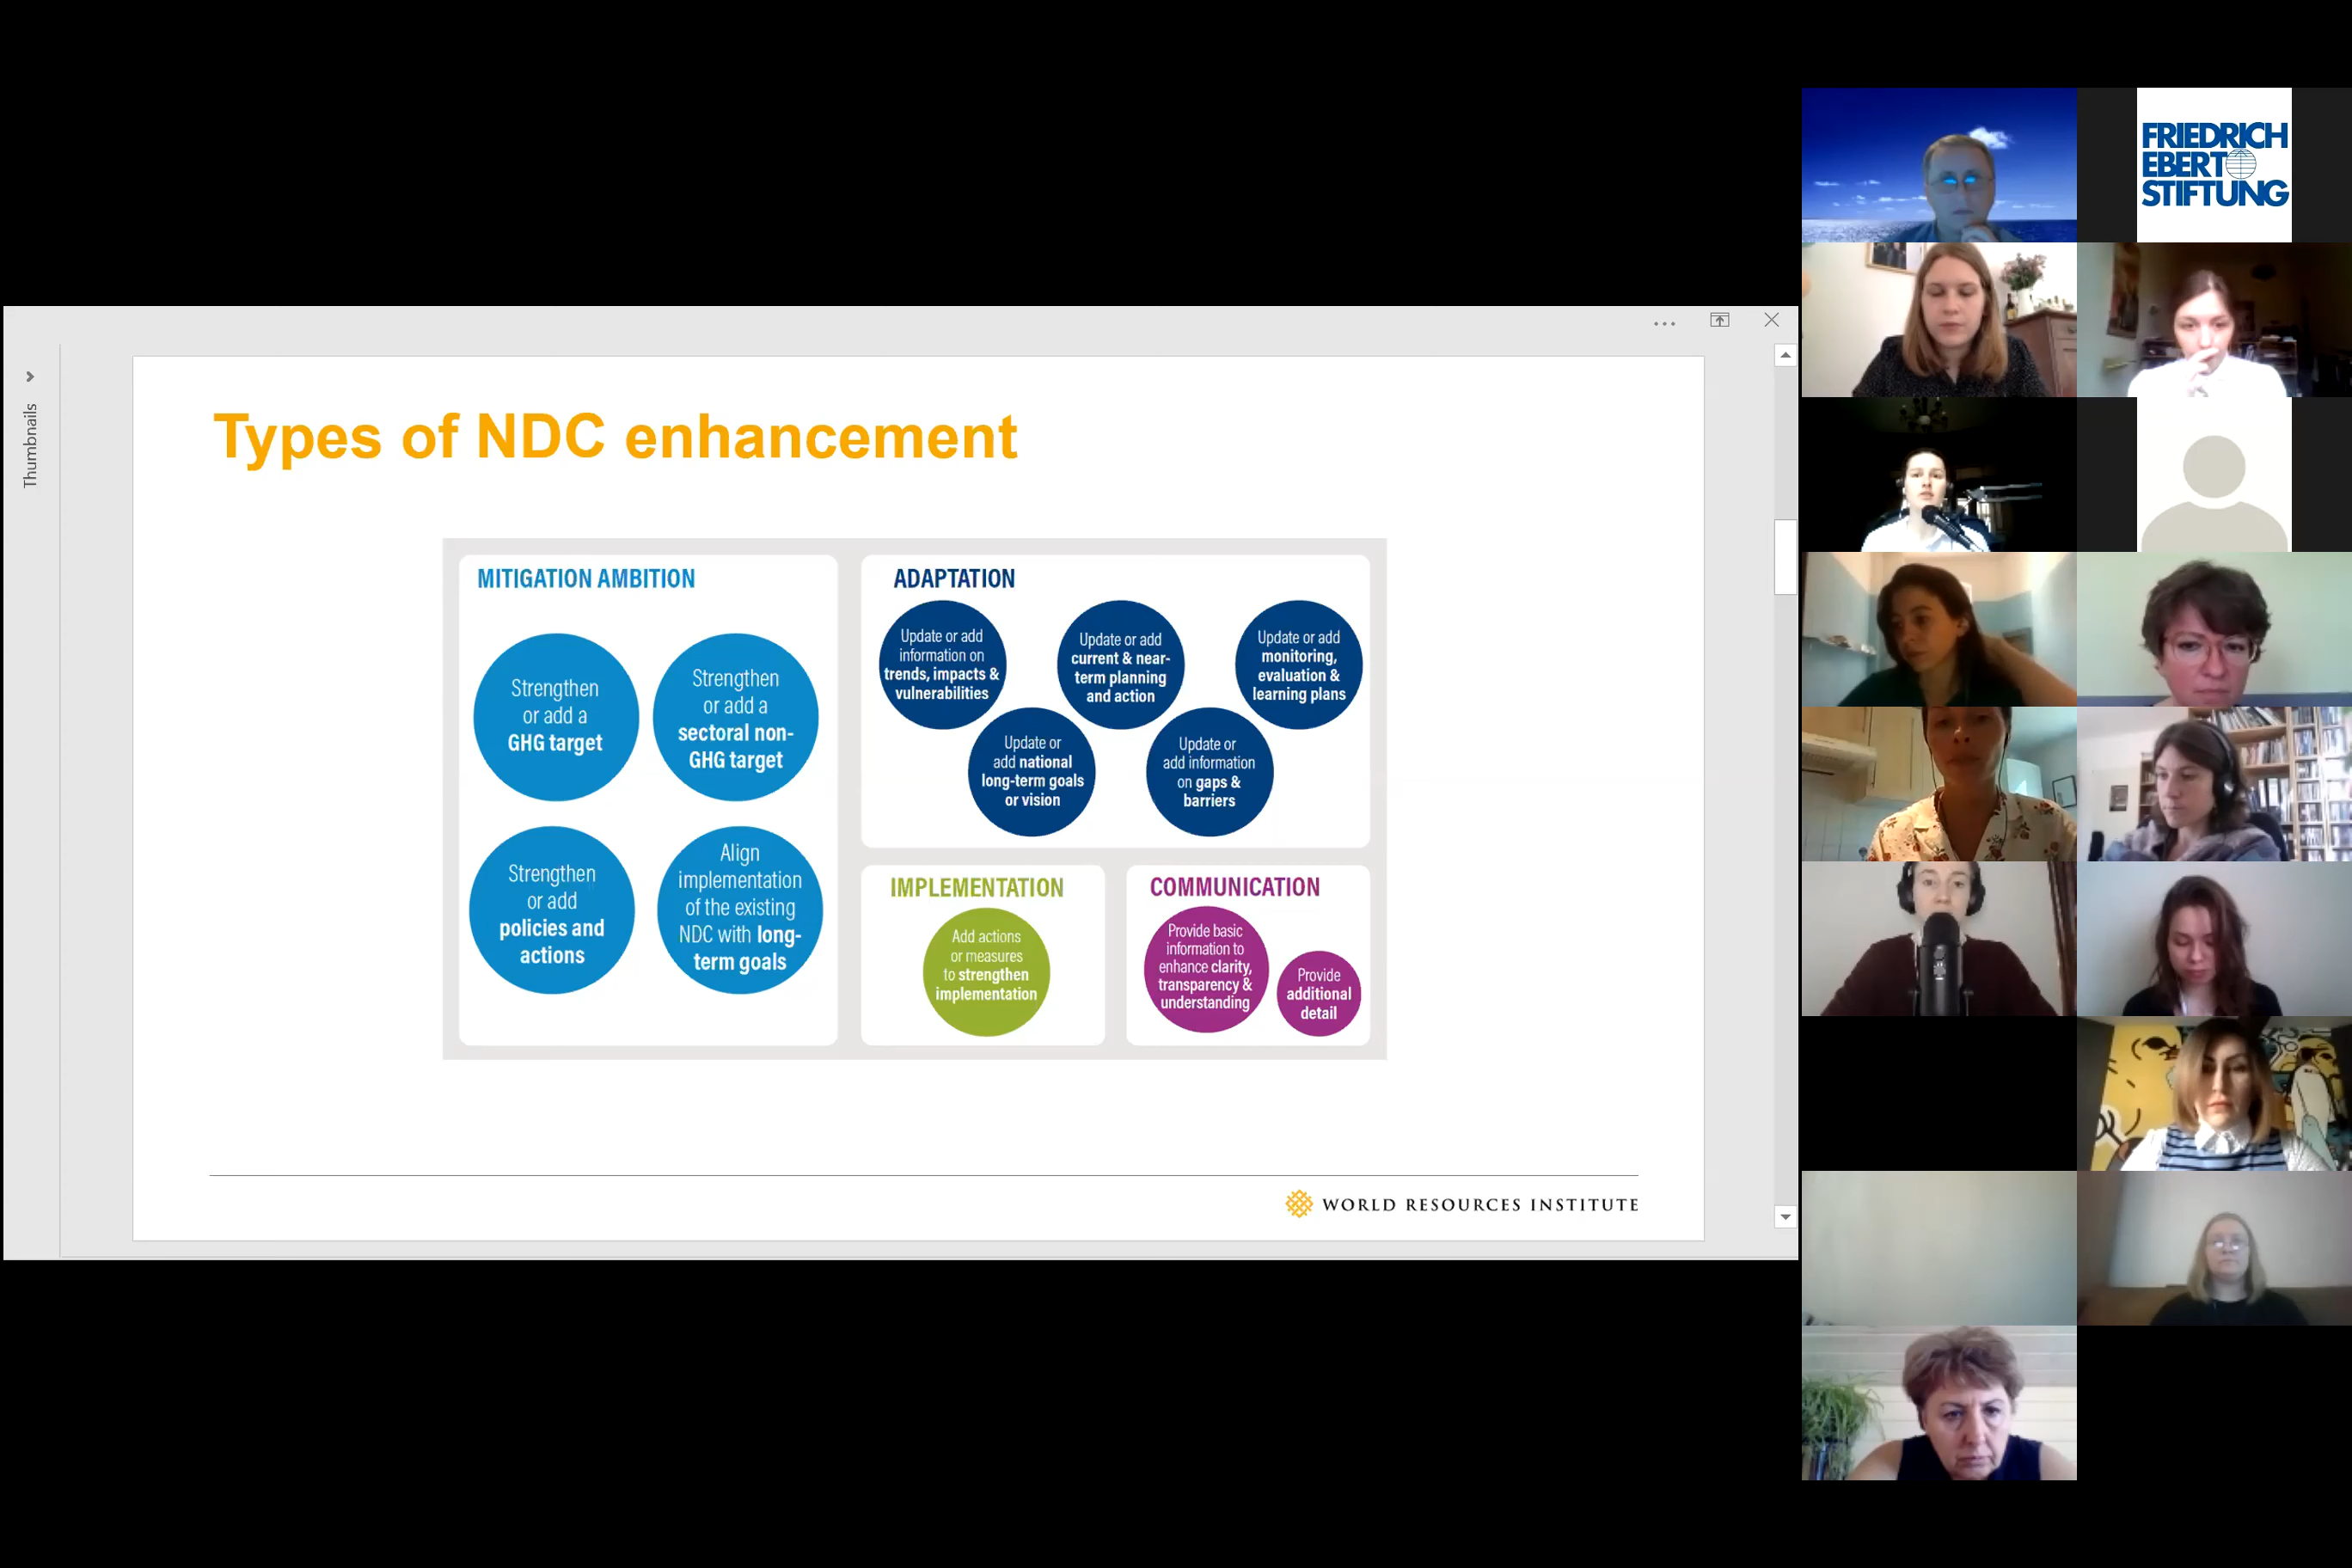 Thumbnails
Types of NDC enhancement
MITIGATION AMBITION
Strengthen
or add a
GHG target
Strengthen
or add a
sectoral non-
GHG target
Strengthen
or add
policies and
actions
Align
implementation
of the existing
NDC with long-
term goals
ADAPTATION
Update or add
information on
trends, impacts &
vulnerabilities
Update or add
current & near-
term planning
and action
Update or add
monitoring,
evaluation &
learning plans
Update or
add national
long-term goals
or vision
Update or
add information
on gaps &
barriers
IMPLEMENTATION
Add actions
or measures
to strengthen
implementation
COMMUNICATION
Provide basic
information to
enhance clarity,
transparency &
understanding
Provide
additional
detail
WORLD RESOURCES INSTITUTE
FRIEDRICH
EBERT
STIFTUNG